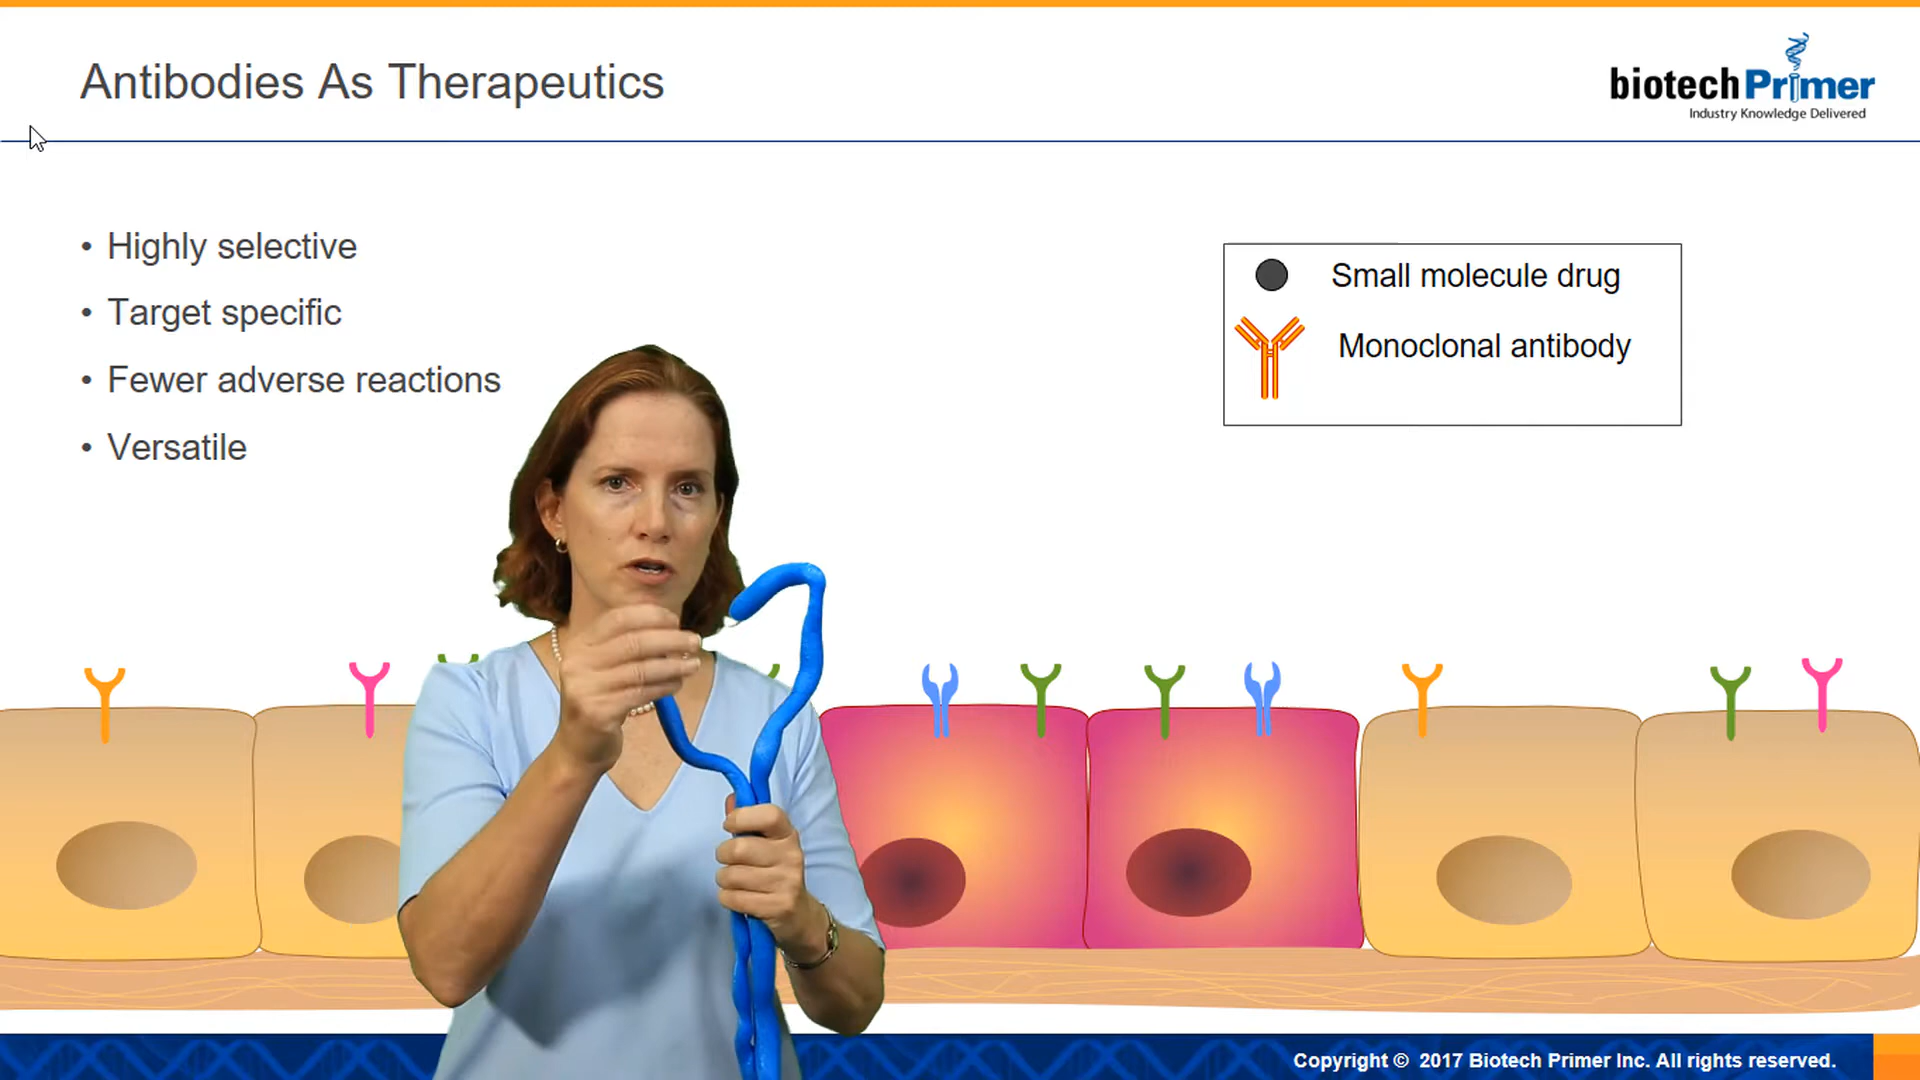 Antibodies As Therapeutics
biotech Primer
Industry Knowledge Delivered
• Highly selective
• Target specific
• Fewer adverse reactions
• Versatile
Small molecule drug
Monoclonal antibody
Copyright © 2017 Biotech Primer Inc. All rights reserved.